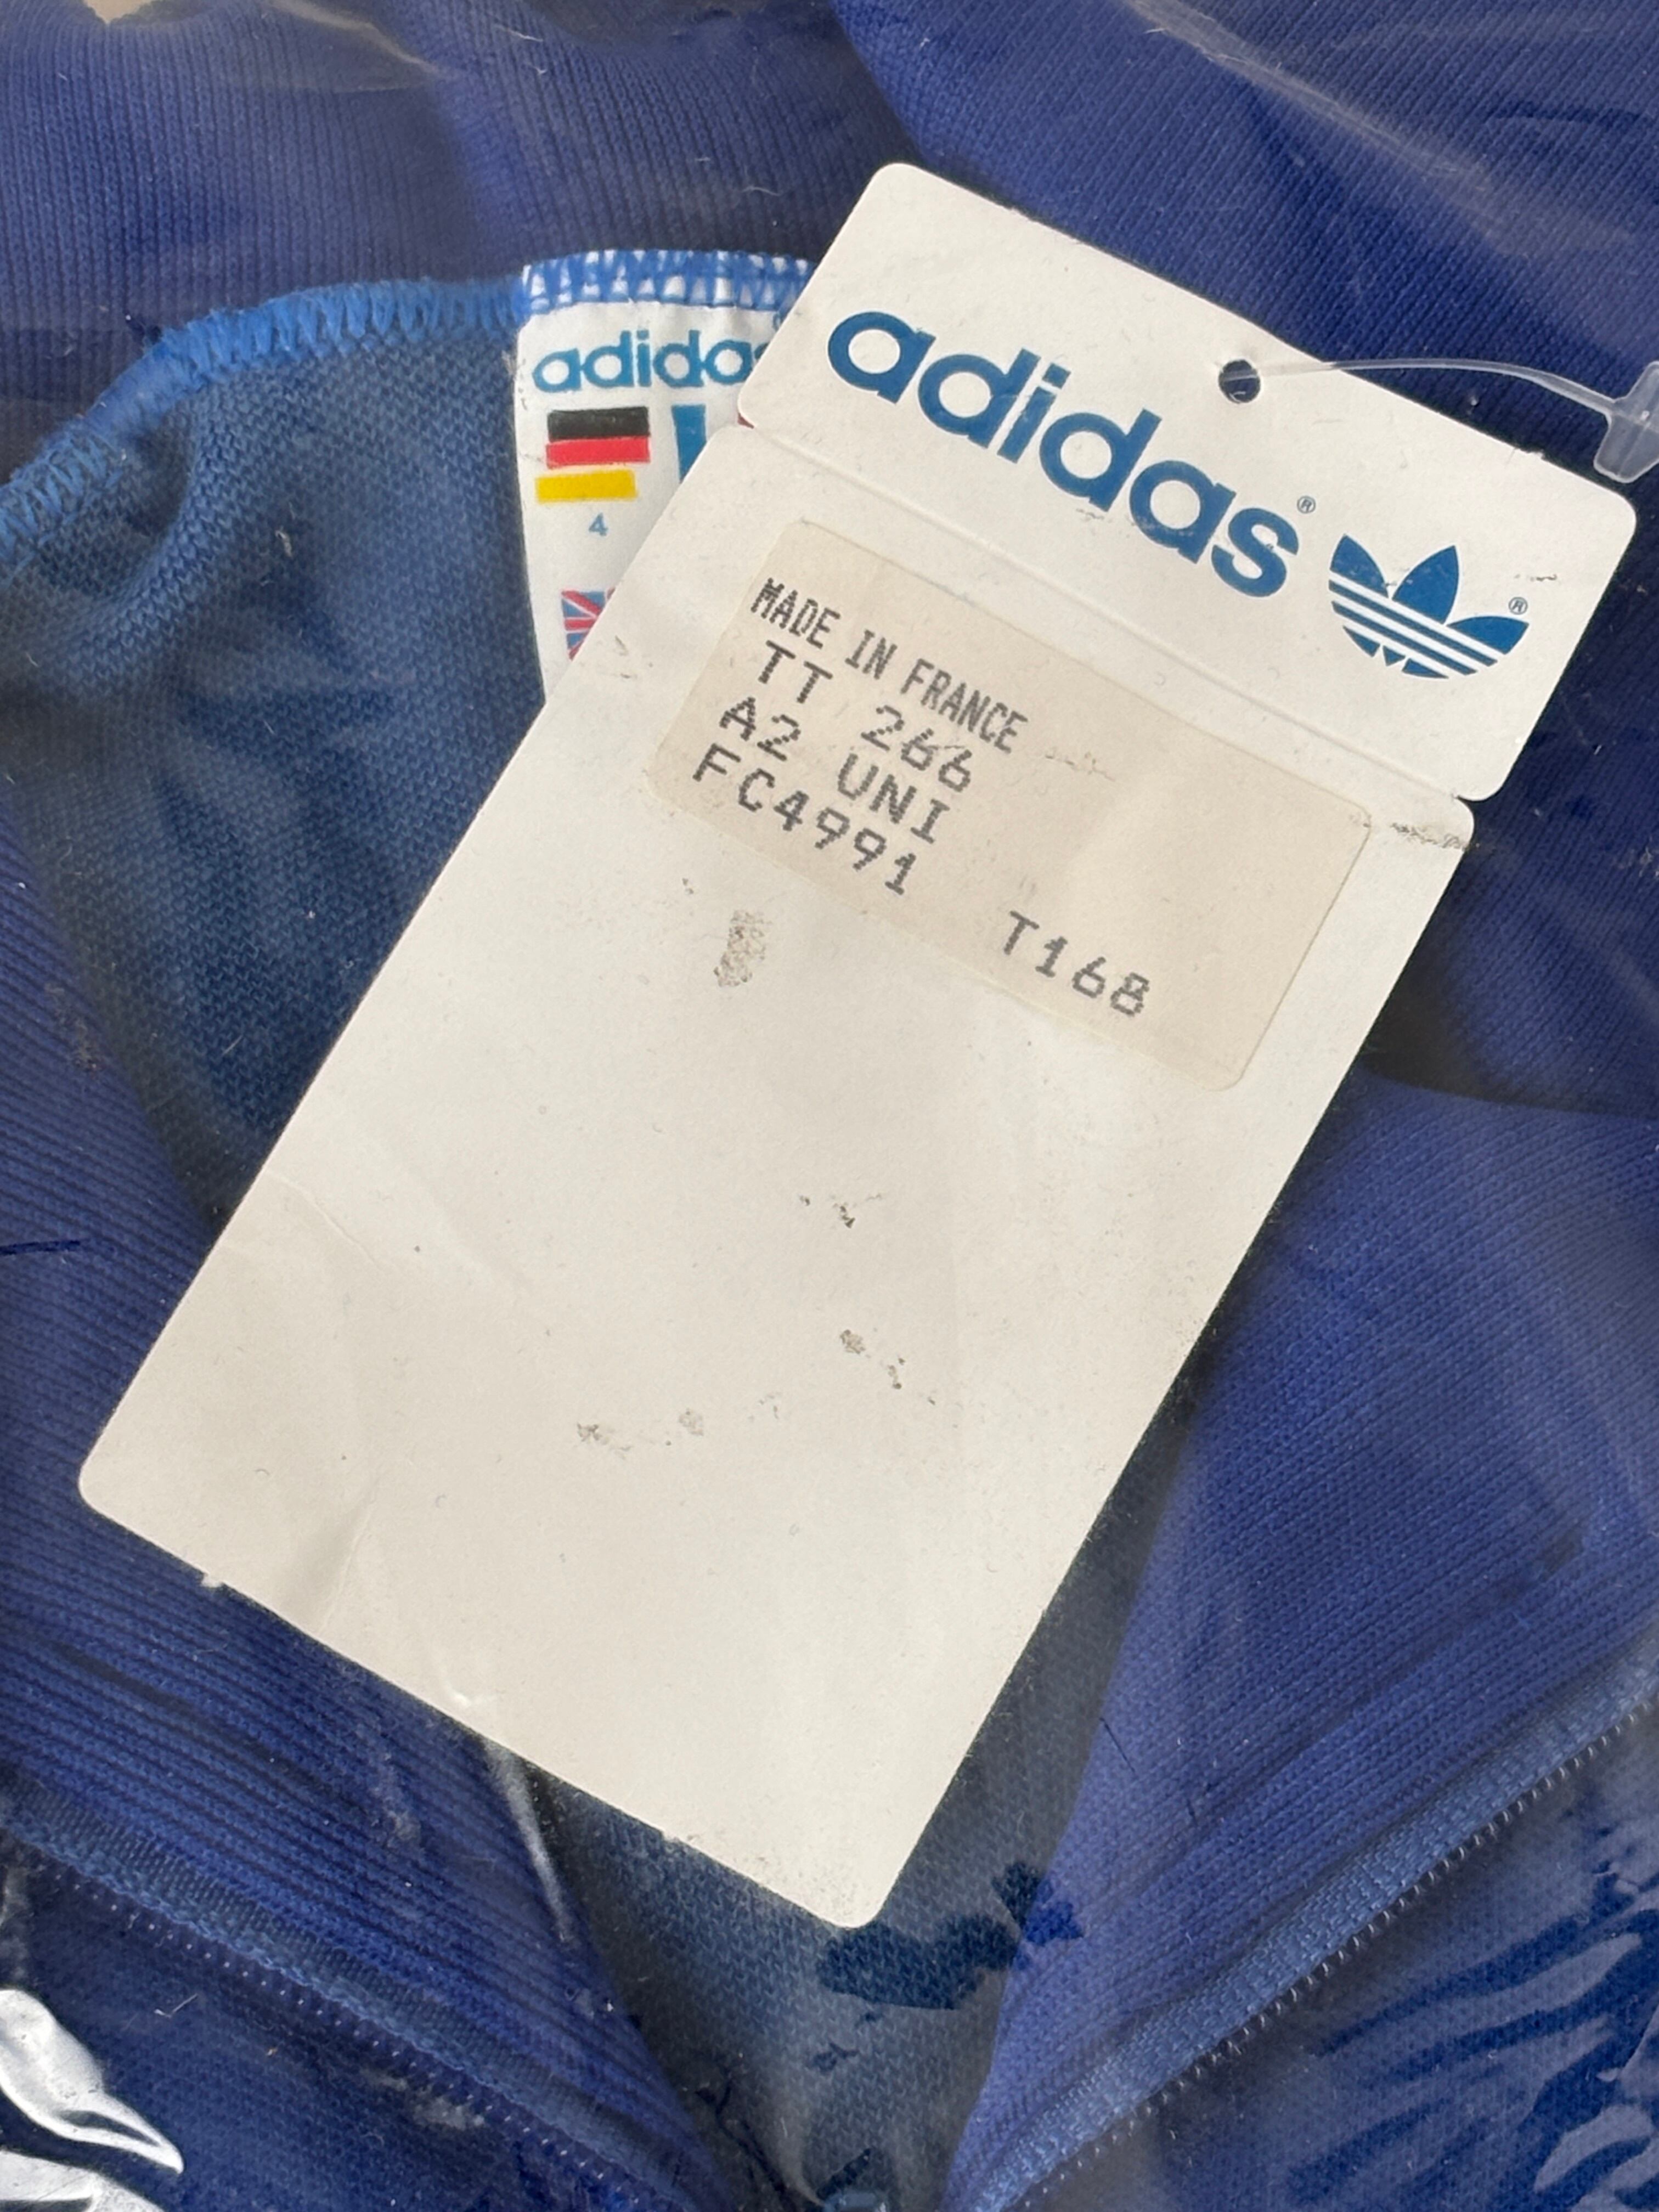 adidas®
®
MADE IN FRANCE
TT 266
A2 UNI
FC4991
T168
adidas
4